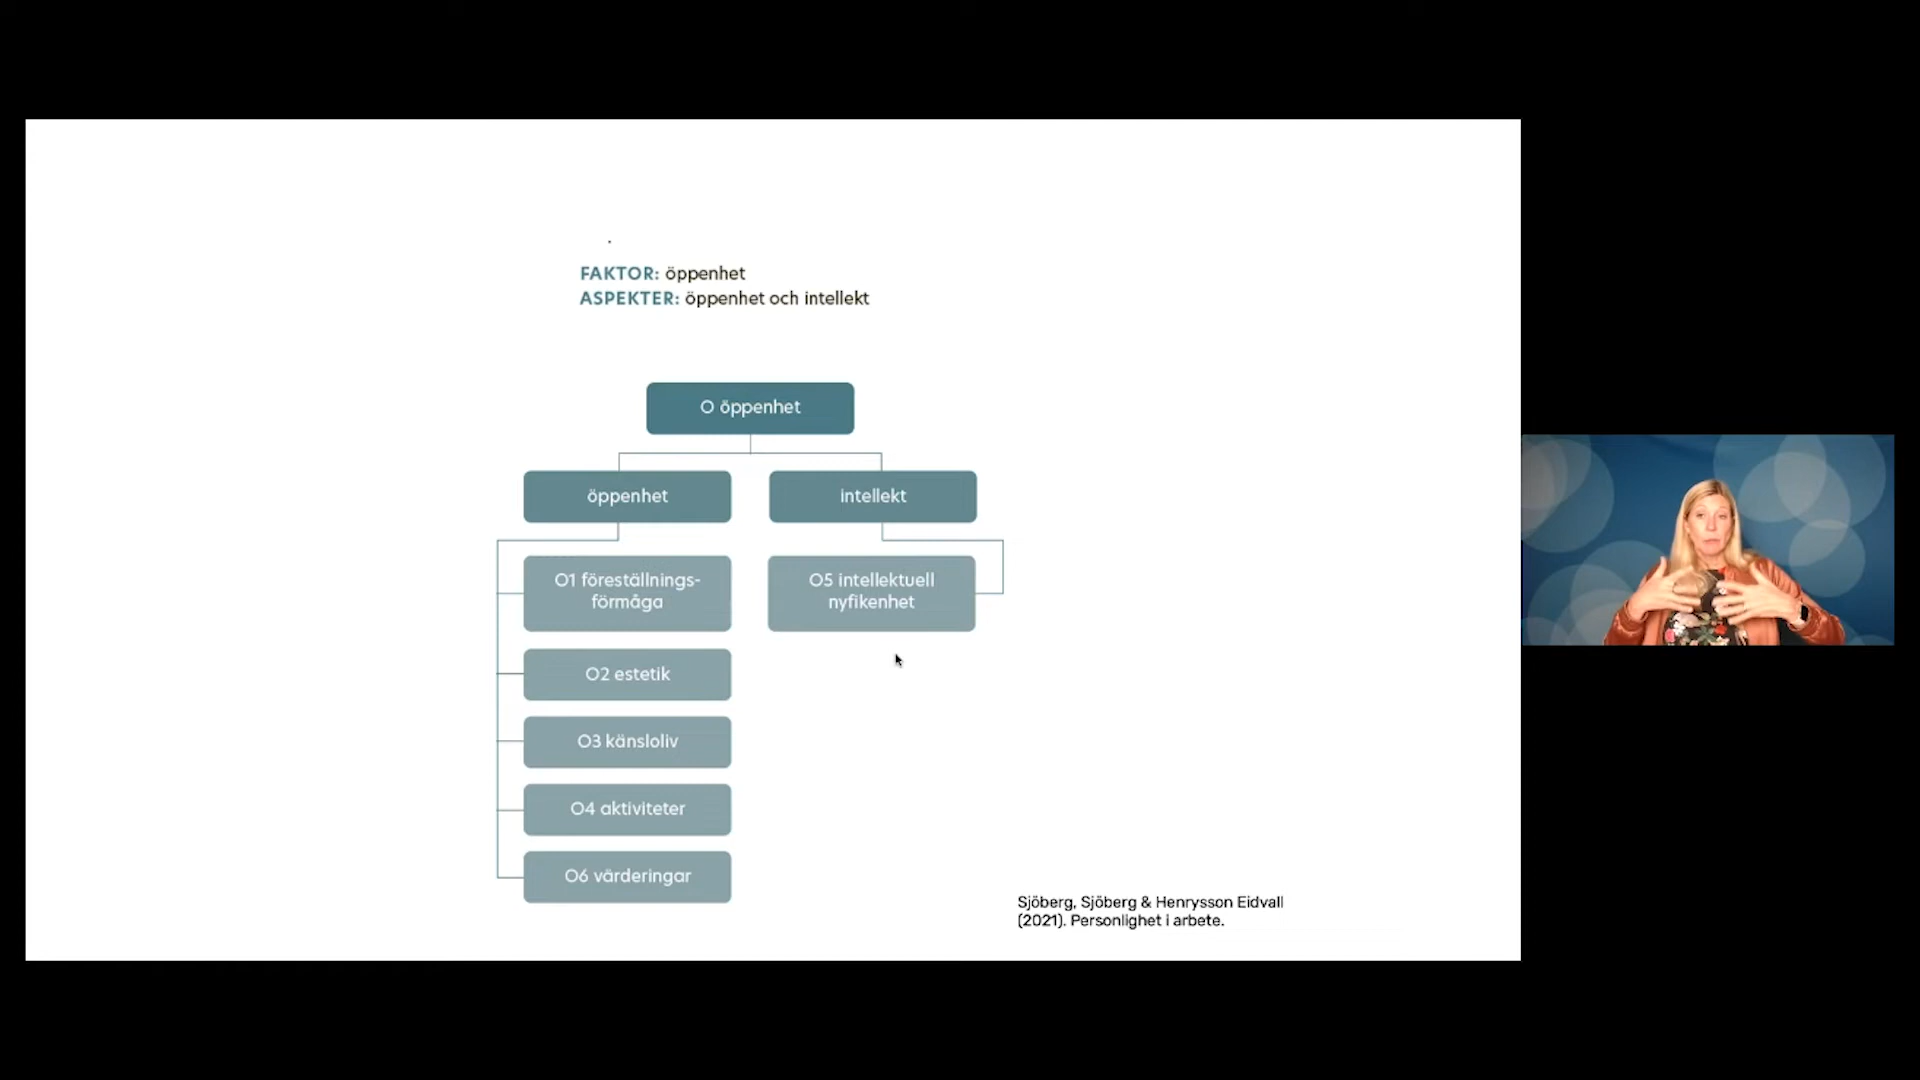 FAKTOR: öppenhet
ASPEKTER: öppenhet och intellekt
O öppenhet
öppenhet
intellekt
O1 föreställnings-
förmåga
O5 intellektuell
nyfikenhet
O2 estetik
O3 känsloliv
O4 aktiviteter
O6 värderingar
Sjöberg, Sjöberg & Henrysson Eidvall
(2021). Personlighet i arbete.